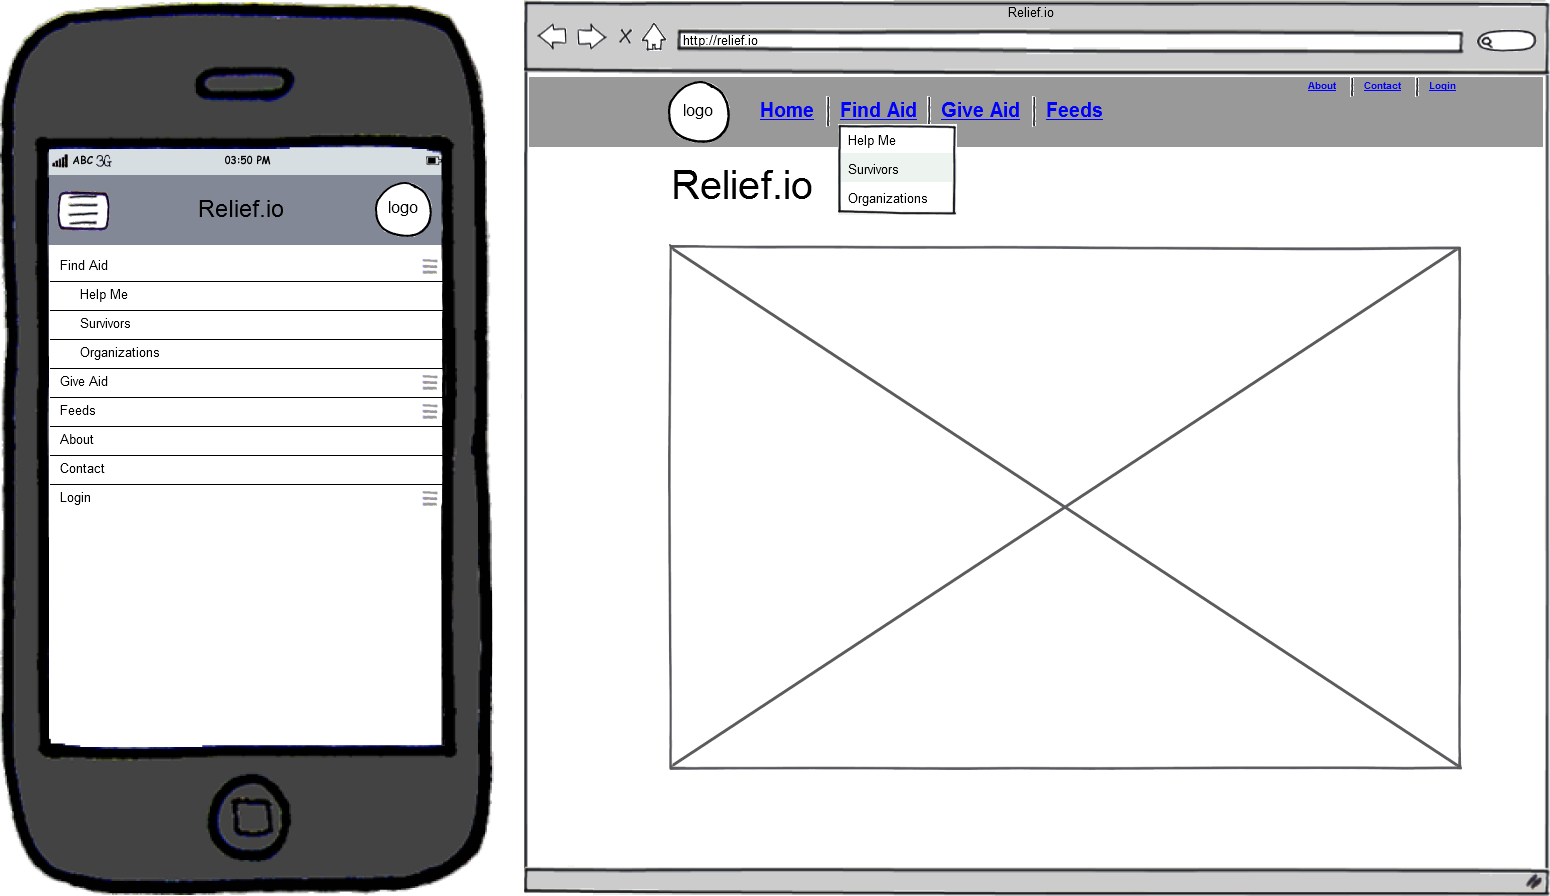 ABC 3G 03:50 PM
Relief.io
logo
Find Aid
Help Me
Survivors
Organizations
Give Aid
Feeds
About
Contact
Login
Relief.io
http://relief.io
About Contact Login
logo
Home Find Aid Give Aid Feeds
Help Me
Survivors
Organizations
Relief.io